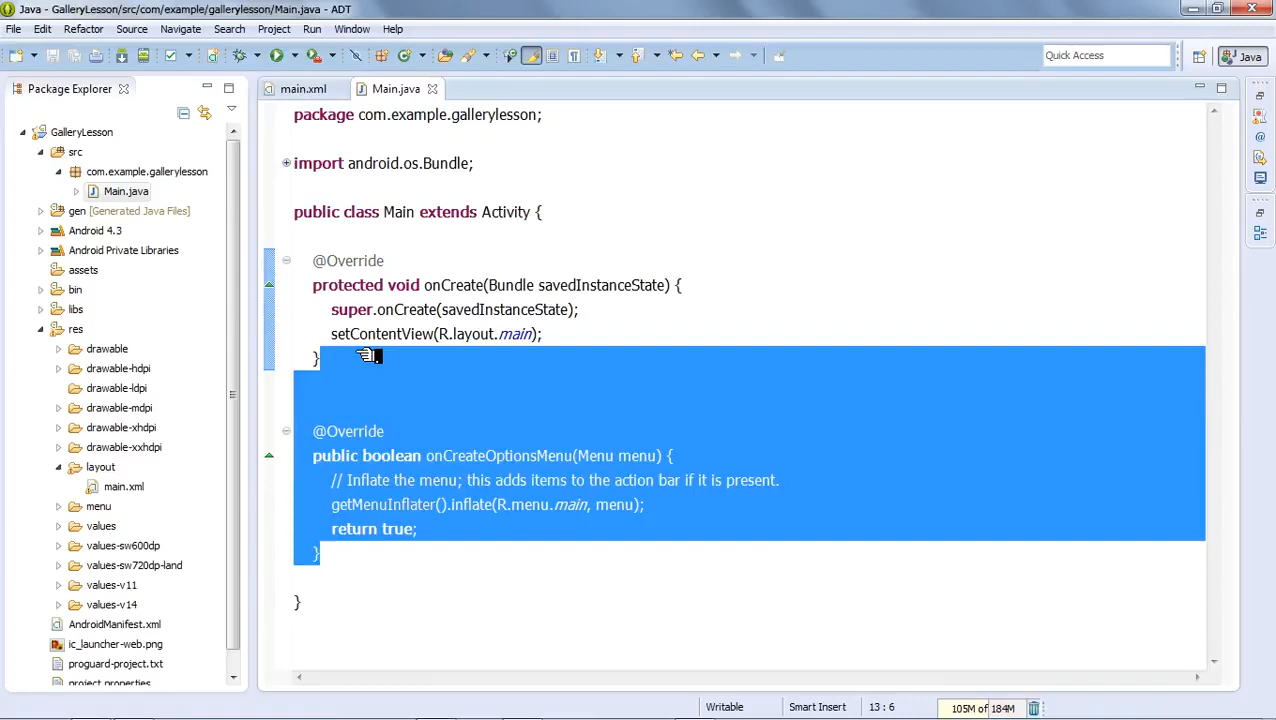 Java - GalleryLesson/src/com/example/gallerylesson/Main.java - ADT
File Edit Refactor Source Navigate Search Project Run Window Help
Quick Access
Java
Package Explorer
main.xml
Main.java
GalleryLesson
src
com.example.gallerylesson
Main.java
gen [Generated Java Files]
Android 4.3
Android Private Libraries
assets
bin
libs
res
drawable
drawable-hdpi
drawable-ldpi
drawable-mdpi
drawable-xhdpi
drawable-xxhdpi
layout
main.xml
menu
values
values-sw600dp
values-sw720dp-land
values-v11
values-v14
AndroidManifest.xml
ic_launcher-web.png
proguard-project.txt
project.properties
package com.example.gallerylesson;
import android.os.Bundle;
public class Main extends Activity {
@Override
protected void onCreate(Bundle savedInstanceState) {
super.onCreate(savedInstanceState);
setContentView(R.layout.main);
}
@Override
public boolean onCreateOptionsMenu(Menu menu) {
// Inflate the menu; this adds items to the action bar if it is present.
getMenuInflater().inflate(R.menu.main, menu);
return true;
}
}
Writable
Smart Insert
13 : 6
105M of 184M